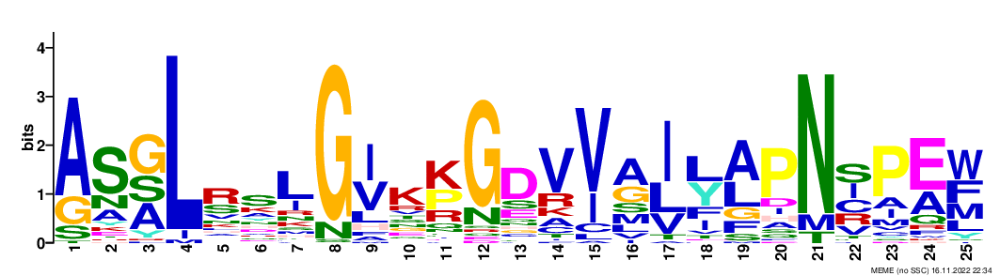 4
3
2
1
0
bits
A G S
S N A K
G S A Y
L I M
R S V K
S K A Y
L I R N K
G N
I V L H A
K R V
K P R Q
G N S R E
D S E N
V R K A C T
V I C L
A G S M L V
I L V
L Y F I V
A L G F S
P D I H A S
N M T
S C R V
P A I M Y
E A Q R
W F M L Y
1 2 3 4 5 6 7 8 9 10 11 12 13 14 15 16 17 18 19 20 21 22 23 24 25
MEME (no SSC) 16.11.2022 22:34